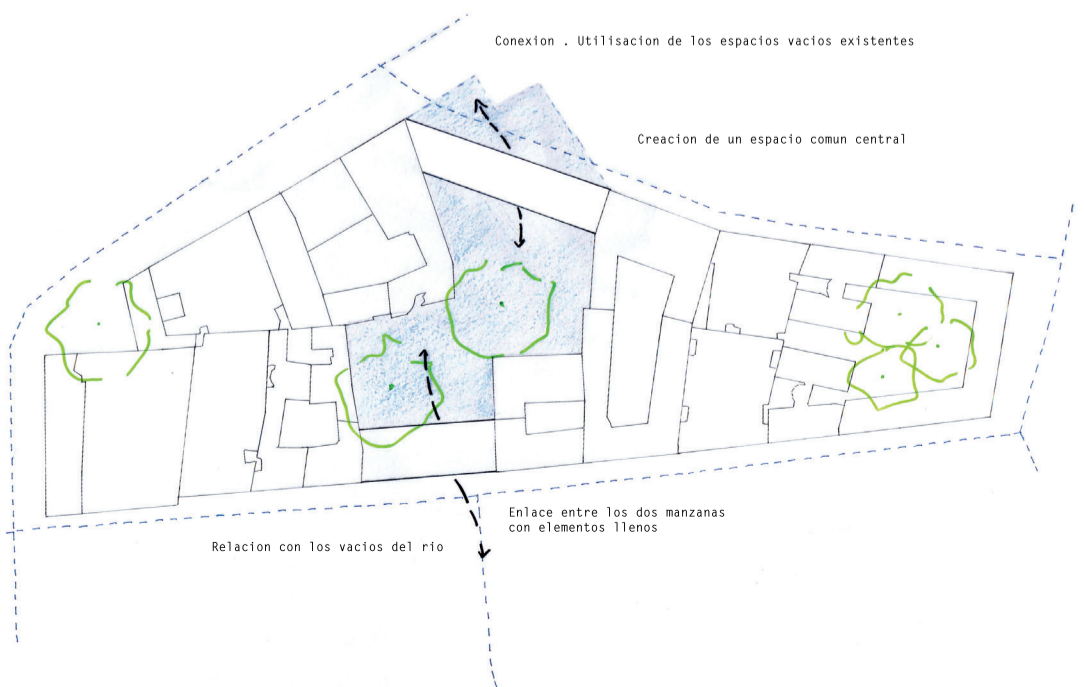 Conexion . Utilisacion de los espacios vacios existentes
Creacion de un espacio comun central
Enlace entre los dos manzanas
con elementos llenos
Relacion con los vacios del rio